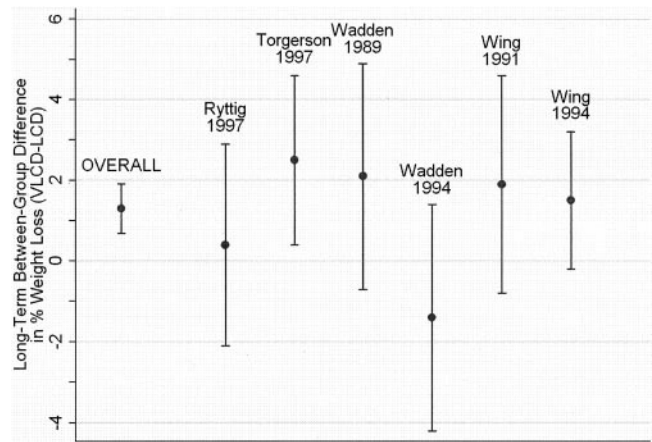 Long-Term Between-Group Difference
in % Weight Loss (VLCD-LCD)
6
4
2
0
-2
-4
OVERALL
Ryttig
1997
Torgerson
1997
Wadden
1989
Wadden
1994
Wing
1991
Wing
1994